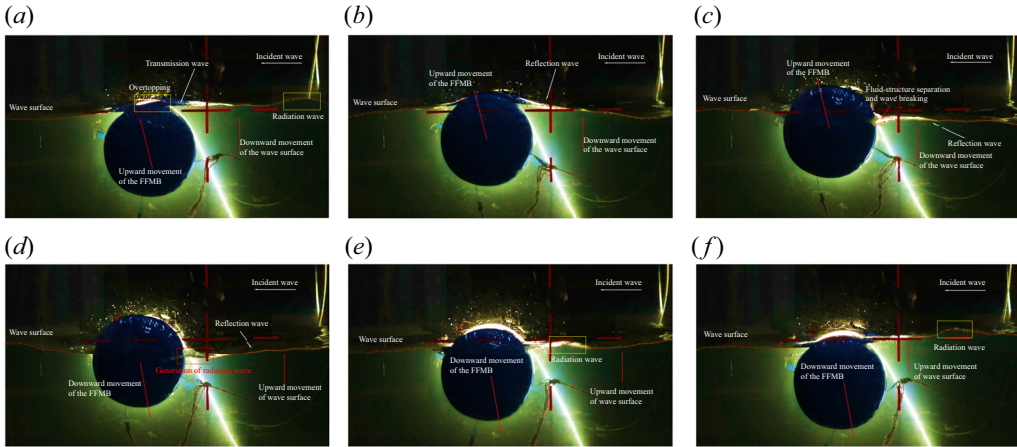 (a)
Incident wave
Transmission wave
Overtopping
Wave surface
Radiation wave
Downward movement
of the wave surface
Upward movement
of the FFMB
(b)
Incident wave
Upward movement
of the FFMB
Reflection wave
Wave surface
Downward movement
of the wave surface
(c)
Upward movement
of the FFMB
Incident wave
Fluid-structure separation
and wave breaking
Wave surface
Reflection wave
Downward movement
of the wave surface
(d)
Incident wave
Wave surface
Reflection wave
Generation of radiation wave
Downward movement
of the FFMB
Upward movement
of wave surface
(e)
Incident wave
Wave surface
Radiation wave
Downward movement
of the FFMB
Upward movement
of wave surface
(f)
Incident wave
Wave surface
Radiation wave
Downward movement
of the FFMB
Upward movement
of wave surface